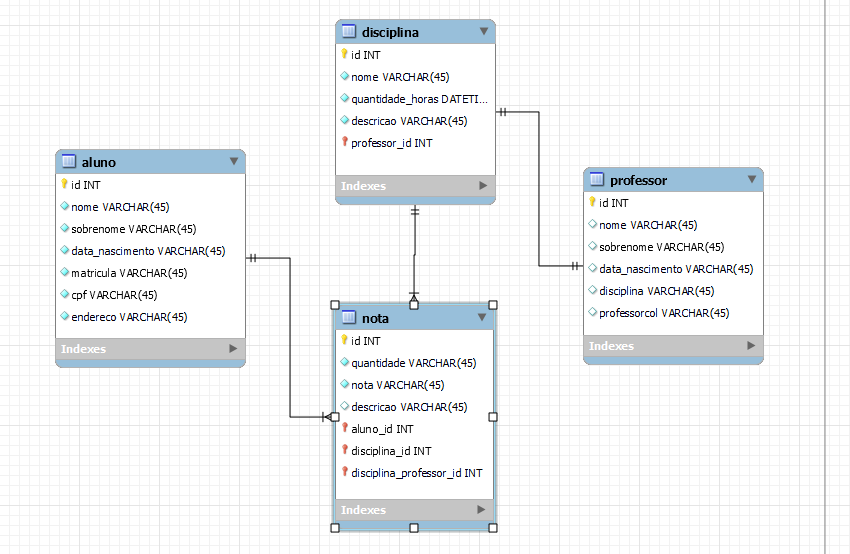 disciplina
id INT
nome VARCHAR(45)
quantidade_horas DATETI...
descricao VARCHAR(45)
professor_id INT
Indexes
aluno
id INT
nome VARCHAR(45)
sobrenome VARCHAR(45)
data_nascimento VARCHAR(45)
matricula VARCHAR(45)
cpf VARCHAR(45)
endereco VARCHAR(45)
Indexes
professor
id INT
nome VARCHAR(45)
sobrenome VARCHAR(45)
data_nascimento VARCHAR(45)
disciplina VARCHAR(45)
professorcol VARCHAR(45)
Indexes
nota
id INT
quantidade VARCHAR(45)
nota VARCHAR(45)
descricao VARCHAR(45)
aluno_id INT
disciplina_id INT
disciplina_professor_id INT
Indexes